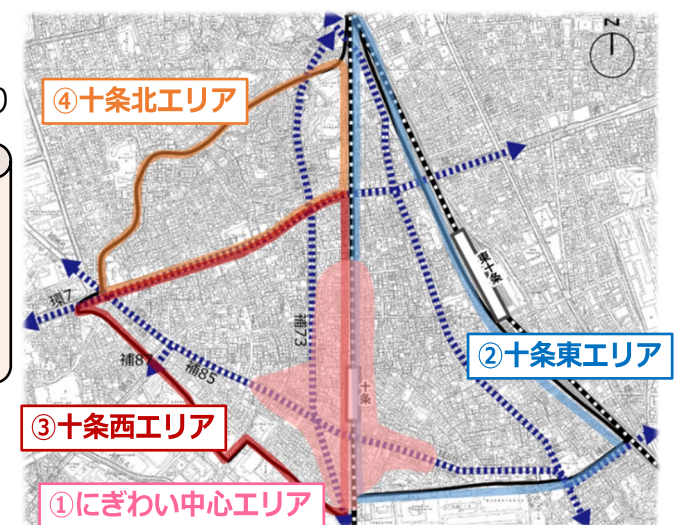 N
④十条北エリア
東十条
環7
補73
②十条東エリア
補87
補85
十条
③十条西エリア
①にぎわい中心エリア